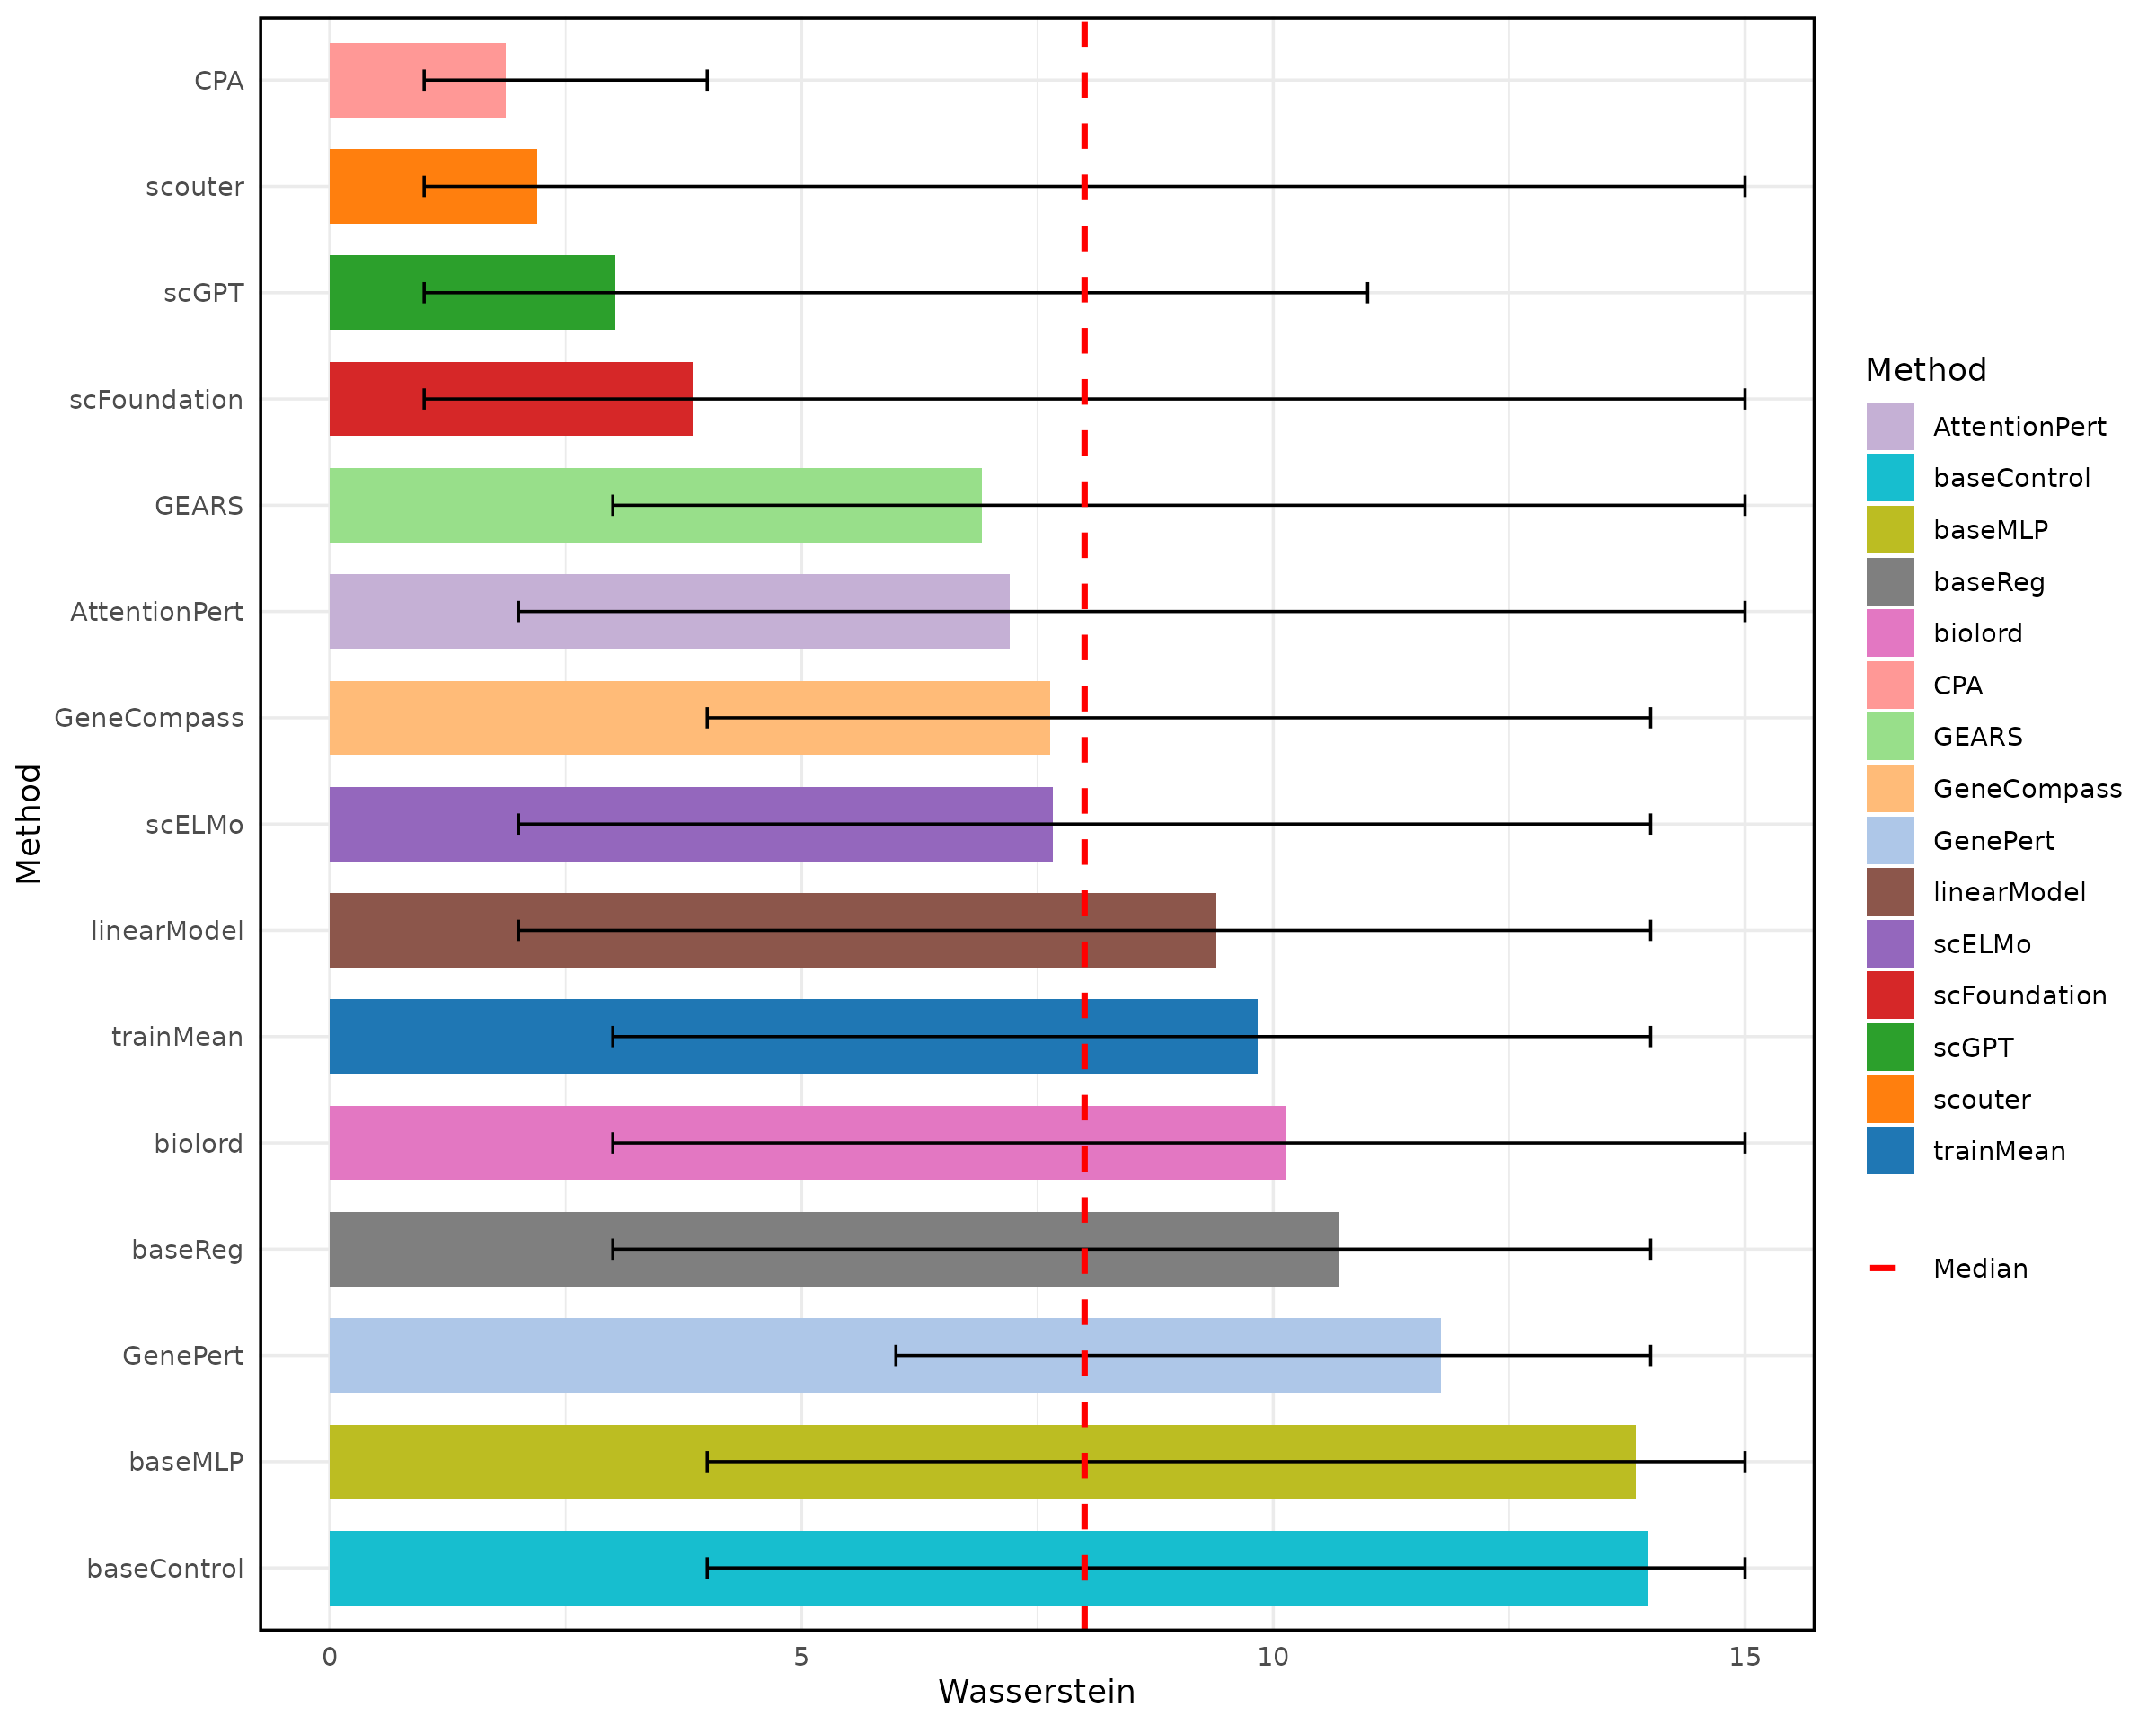 CPA
scouter
scGPT
scFoundation
GEARS
AttentionPert
GeneCompass
scELMo
linearModel
trainMean
biolord
baseReg
GenePert
baseMLP
baseControl
Method
0 5 10 15
Wasserstein
Method
AttentionPert
baseControl
baseMLP
baseReg
biolord
CPA
GEARS
GeneCompass
GenePert
linearModel
scELMo
scFoundation
scGPT
scouter
trainMean
Median